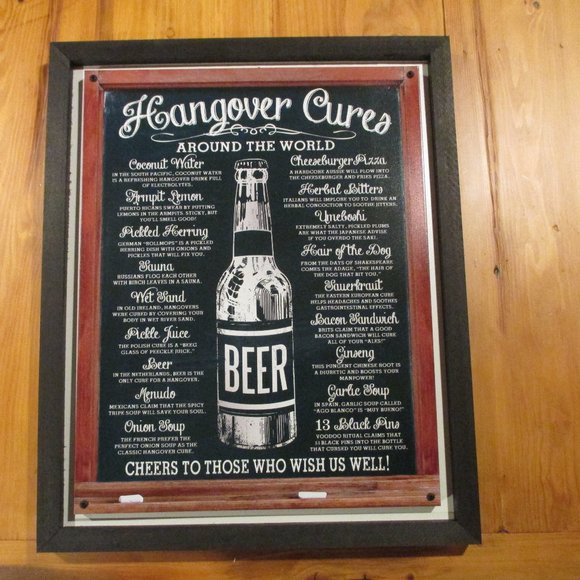 Hangover Cures
AROUND THE WORLD
Coconut Water
IN THE SOUTH PACIFIC, COCONUT WATER
IS A REFRESHING HANGOVER DRINK FULL
OF ELECTROLYTES.
Armpit Lemon
PUERTO RICANS SWEAR BY PUTTING
LEMONS IN THE ARMPITS. STICKY, BUT
YOU'LL SMELL GOOD!
Pickled Herring
GERMAN "ROLLMOPS" IS A PICKLED
HERRING DISH WITH ONIONS AND
PICKLES THAT WILL FIX YOU.
Sauna
RUSSIANS FLOG EACH OTHER
WITH BIRCH LEAVES IN A SAUNA.
Wet Sand
IN OLD IRELAND, HANGOVERS
WERE CURED BY COVERING YOUR
BODY IN WET RIVER SAND.
Pickle Juice
THE POLISH CURE IS A "BEEG
GLASS OF PEECKLE JUICE."
Beer
IN THE NETHERLANDS, BEER IS THE
ONLY CURE FOR A HANGOVER.
Menudo
MEXICANS CLAIM THAT THE SPICY
TRIPE SOUP WILL SAVE YOUR SOUL.
Onion Soup
THE FRENCH PREFER THE
PERFECT ONION SOUP AS THE
CLASSIC HANGOVER CURE.
BEER
Cheeseburger Pizza
A HARDCORE AUSSIE WILL PLOW INTO
THE CHEESEBURGER AND FRIES PIZZA.
Herbal Bitters
ITALIANS WILL IMPLORE YOU TO DRINK AN
HERBAL CONCOCTION TO SOOTHE JITTERS.
Umeboshi
EXTREMELY SALTY, PICKLED PLUMS
ARE WHAT THE JAPANESE ADVISE
IF YOU OVERDO THE SAKI.
Hair of the Dog
FROM THE DAYS OF SHAKESPEARE
COMES THE ADAGE, "THE HAIR OF
THE DOG THAT BIT YOU."
Sauerkraut
THE EASTERN EUROPEAN CURE
HELPS HEADACHES AND SOOTHES
GASTROINTESTINAL EFFECTS.
Bacon Sandwich
BRITS CLAIM THAT A GOOD
BACON SANDWICH WILL CURE
ALL OF YOUR "ALES!"
Ginseng
THIS PUNGENT CHINESE ROOT IS
A DIURETIC AND BOOSTS YOUR
MANPOWER!
Garlic Soup
IN SPAIN, GARLIC SOUP CALLED
"AGO BLANCO" IS "MUY BUENO!"
13 Black Pins
VOODOO RITUAL CLAIMS THAT
13 BLACK PINS INTO THE BOTTLE
THAT CURSED YOU WILL CURE YOU.
CHEERS TO THOSE WHO WISH US WELL!